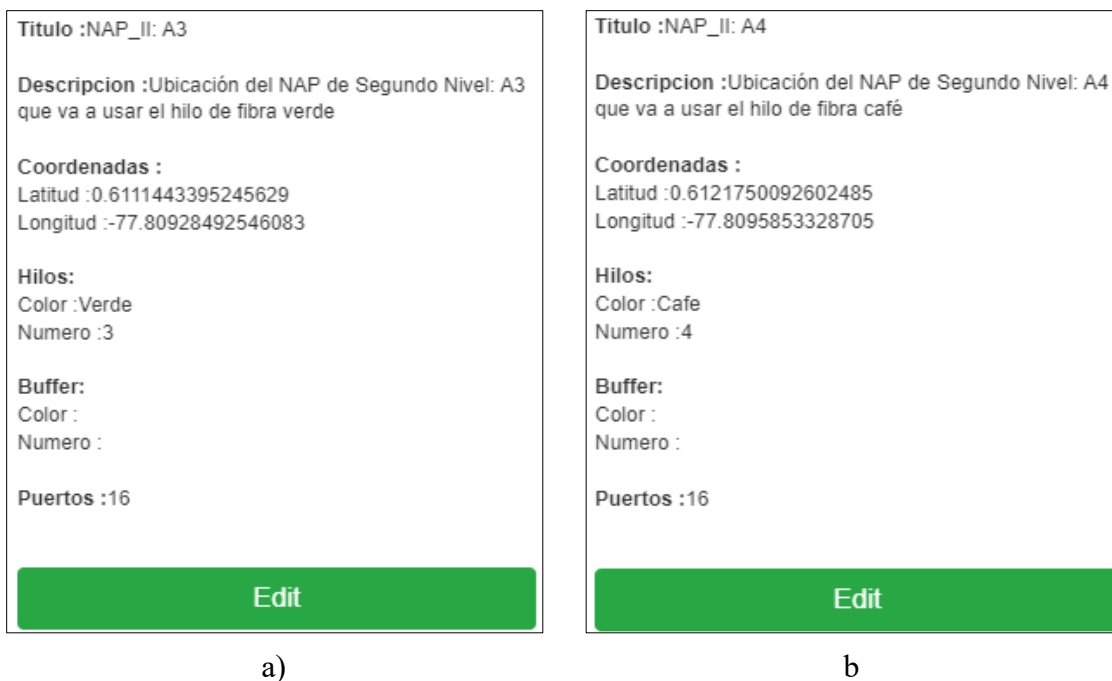 Titulo :NAP_II: A3
Descripcion :Ubicación del NAP de Segundo Nivel: A3
que va a usar el hilo de fibra verde
Coordenadas :
Latitud :0.6111443395245629
Longitud :-77.80928492546083
Hilos:
Color :Verde
Numero :3
Buffer:
Color :
Numero :
Puertos :16
Edit
a)
Titulo :NAP_II: A4
Descripcion :Ubicación del NAP de Segundo Nivel: A4
que va a usar el hilo de fibra café
Coordenadas :
Latitud :0.6121750092602485
Longitud :-77.8095853328705
Hilos:
Color :Cafe
Numero :4
Buffer:
Color :
Numero :
Puertos :16
Edit
b